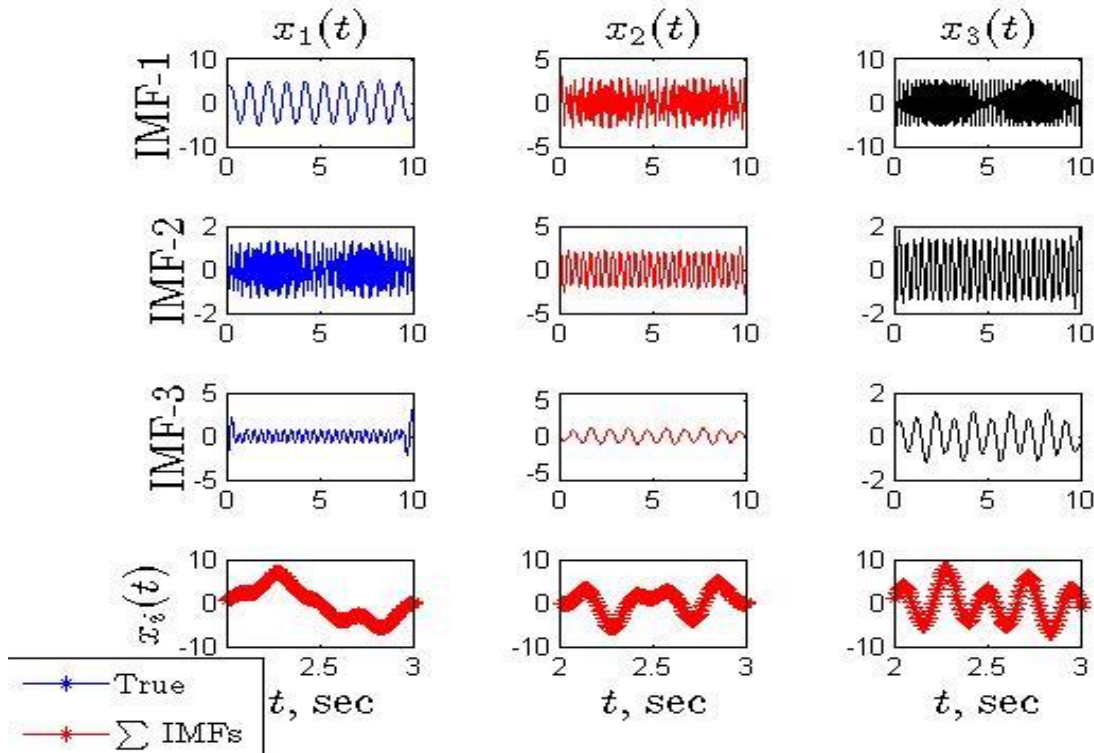 x₁(t) x₂(t) x₃(t)
IMF-1
10 0 -10 0 5 10
5 0 -5 0 5 10
10 0 -10 0 5 10
IMF-2
2 0 -2 0 5 10
5 0 -5 0 5 10
2 0 -2 0 5 10
IMF-3
5 0 -5 0 5 10
5 0 -5 0 5 10
2 0 -2 0 5 10
xᵢ(t)
10 0 -10 2.5 3
10 0 -10 2 2.5 3
10 0 -10 2 2.5 3
t, sec t, sec t, sec
True
∑ IMFs